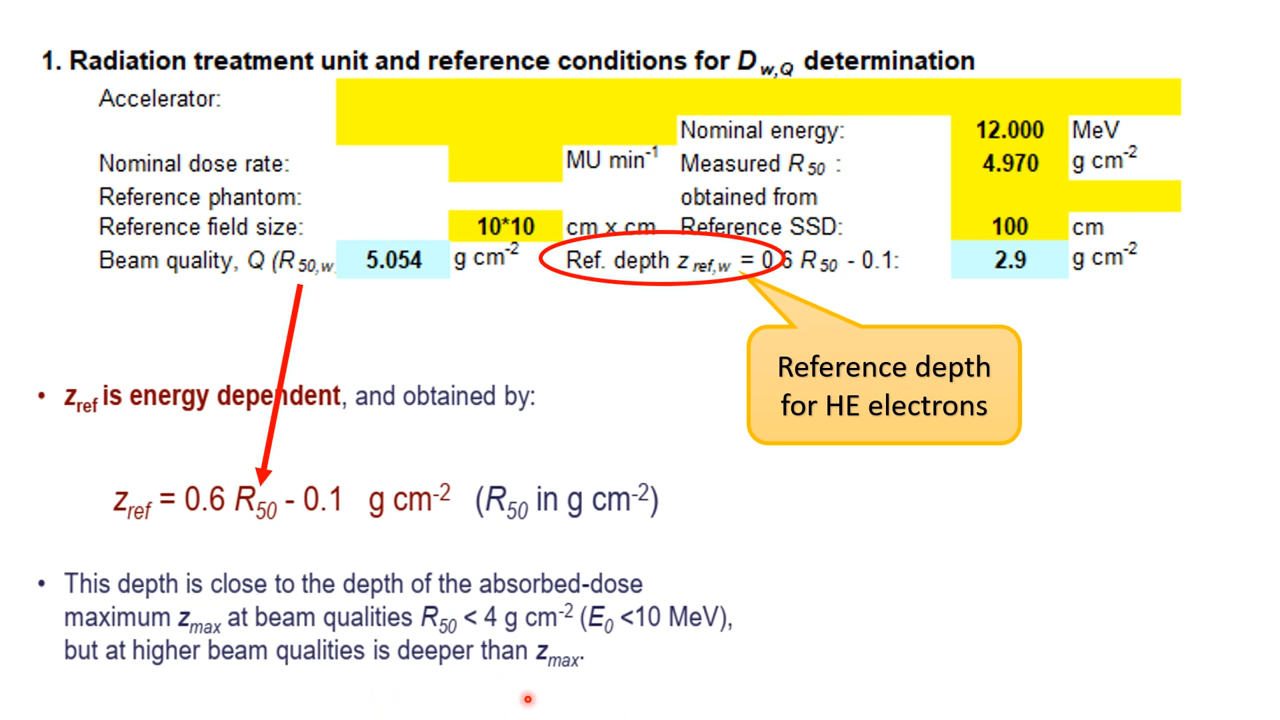 1. Radiation treatment unit and reference conditions for D w,Q determination
Accelerator:
Nominal energy: 12.000 MeV
Nominal dose rate: MU min-1 Measured R 50 : 4.970 g cm-2
Reference phantom: obtained from
Reference field size: 10*10 cm x cm Reference SSD: 100 cm
Beam quality, Q (R 50,w 5.054 g cm-2 Ref. depth z ref,w = 0.6 R 50 - 0.1: 2.9 g cm-2
Reference depth
for HE electrons
• zref is energy dependent, and obtained by:
zref = 0.6 R50 - 0.1 g cm-2 (R50 in g cm-2)
• This depth is close to the depth of the absorbed-dose
maximum zmax at beam qualities R50 < 4 g cm-2 (E0 <10 MeV),
but at higher beam qualities is deeper than zmax.